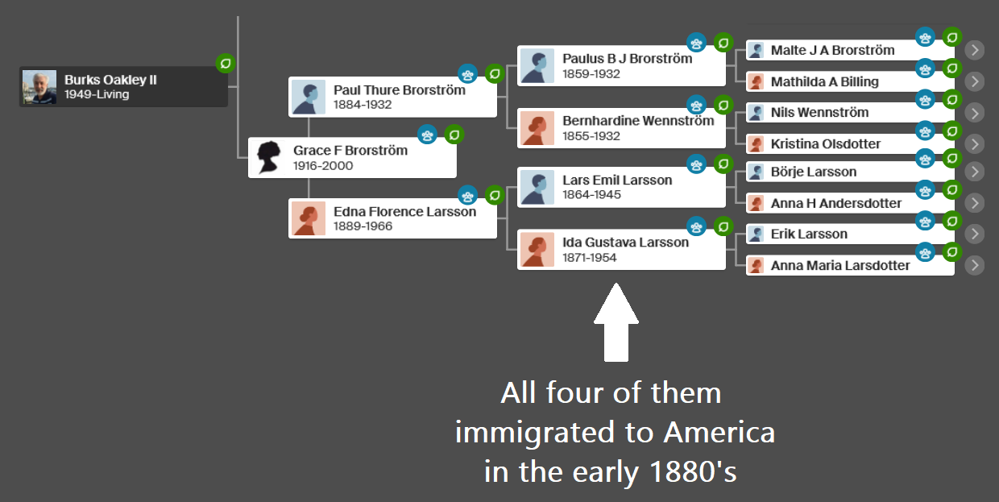 Burks Oakley II
1949-Living
Paul Thure Brorström
1884-1932
Grace F Brorström
1916-2000
Edna Florence Larsson
1889-1966
Paulus B J Brorström
1859-1932
Bernhardine Wennström
1855-1932
Lars Emil Larsson
1864-1945
Ida Gustava Larsson
1871-1954
Malte J A Brorström
Mathilda A Billing
Nils Wennström
Kristina Olsdotter
Börje Larsson
Anna H Andersdotter
Erik Larsson
Anna Maria Larsdotter
All four of them
immigrated to America
in the early 1880's